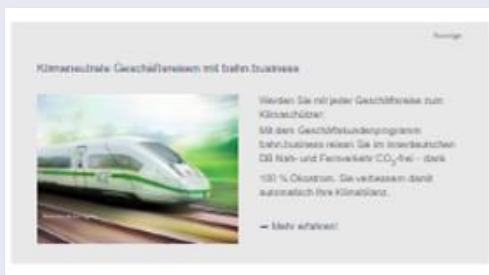 Anzeige
Klimaneutrale Geschäftsreisen mit bahn.business
Werden Sie mit jeder Geschäftsreise zum
Klimaschützer:
Mit dem Geschäftskundenprogramm
bahn.business reisen Sie im innerdeutschen
DB Nah- und Fernverkehr CO₂-frei – dank
100 % Ökostrom. Sie verbessern damit
automatisch Ihre Klimabilanz.
→ Mehr erfahren!